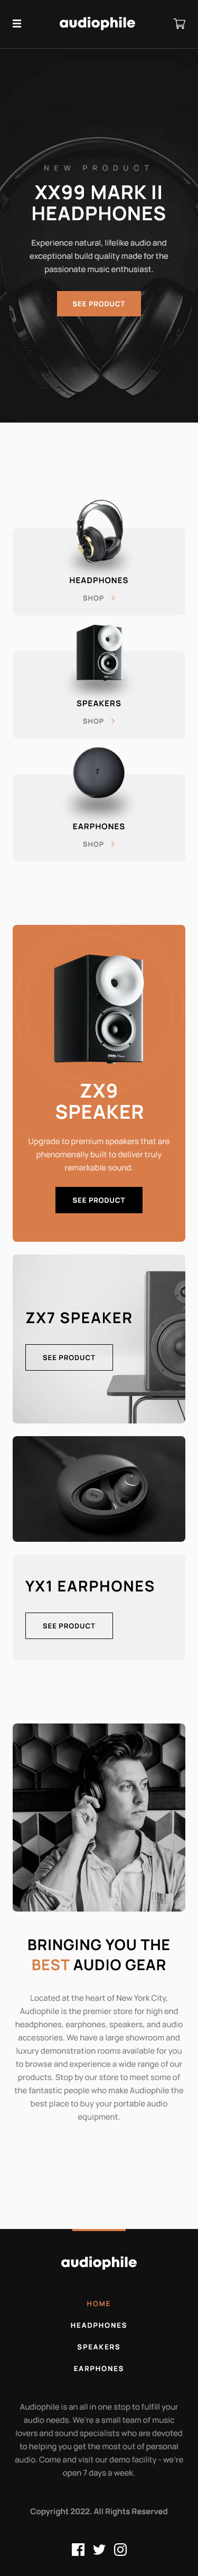 audiophile
NEW PRODUCT
XX99 MARK II
HEADPHONES
Experience natural, lifelike audio and
exceptional build quality made for the
passionate music enthusiast.
SEE PRODUCT
HEADPHONES
SHOP
SPEAKERS
SHOP
EARPHONES
SHOP
ZX9
SPEAKER
Upgrade to premium speakers that are
phenomenally built to deliver truly
remarkable sound.
SEE PRODUCT
ZX7 SPEAKER
SEE PRODUCT
YX1 EARPHONES
SEE PRODUCT
BRINGING YOU THE
BEST AUDIO GEAR
Located at the heart of New York City,
Audiophile is the premier store for high end
headphones, earphones, speakers, and audio
accessories. We have a large showroom and
luxury demonstration rooms available for you
to browse and experience a wide range of our
products. Stop by our store to meet some of
the fantastic people who make Audiophile the
best place to buy your portable audio
equipment.
audiophile
HOME
HEADPHONES
SPEAKERS
EARPHONES
Audiophile is an all in one stop to fulfill your
audio needs. We're a small team of music
lovers and sound specialists who are devoted
to helping you get the most out of personal
audio. Come and visit our demo facility - we're
open 7 days a week.
Copyright 2022. All Rights Reserved